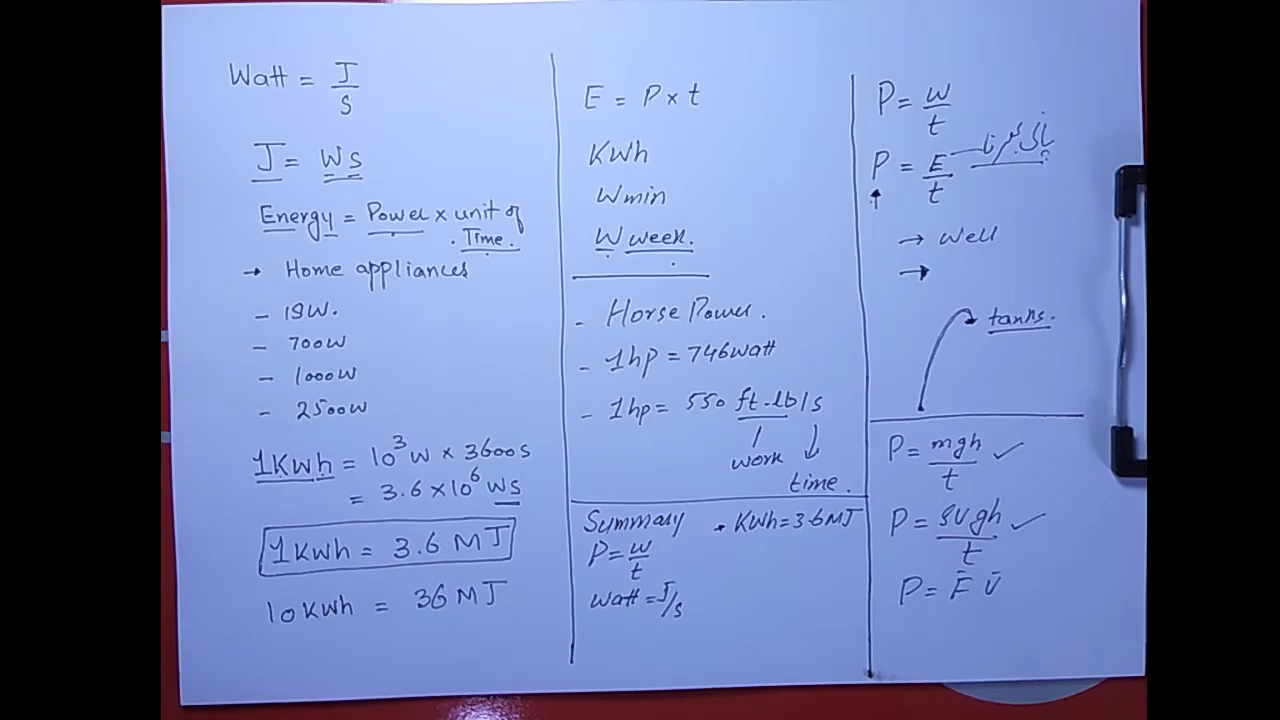 Watt = J/S
J = WS
Energy = Power x unit of
. Time.
→ Home appliances
- 18W.
- 700W
- 1000W
- 2500W
1KWh = 10³W x 3600s
= 3.6 x 10⁶ WS
1KWh = 3.6 MJ
10KWh = 36 MJ
E = P x t
KWh
Wmin
W week.
- Horse Power.
- 1hp = 746watt
- 1hp = 550 ft-lb/s
work
time.
Summary . KWh=3.6MJ
P=w/t
Watt = J/s
P = w/t
P = E/t
→ Well
→
tanks.
P = mgh/t ✓
P = ρVgh/t ✓
P = F̄ v̄